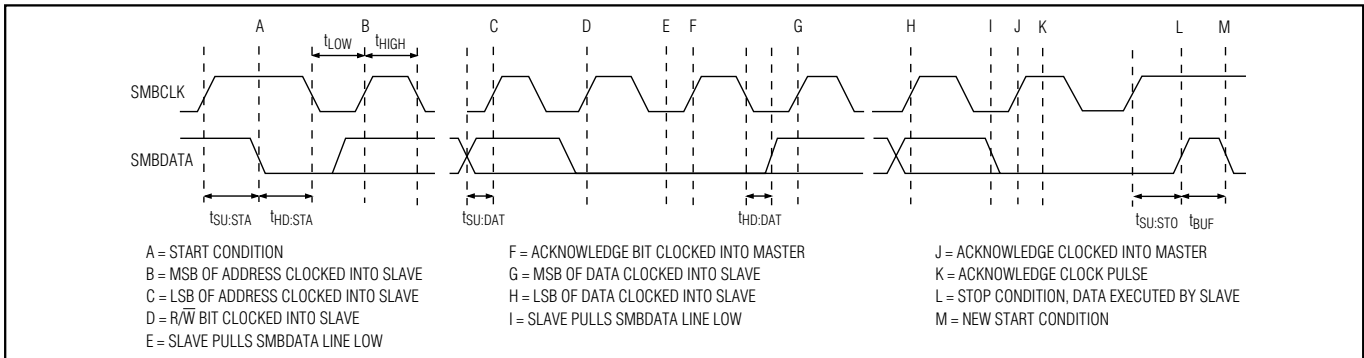 A B C D E F G H I J K L M
tLOW tHIGH
SMBCLK
SMBDATA
tSU:STA tHD:STA tSU:DAT tHD:DAT tSU:STO tBUF
A = START CONDITION
B = MSB OF ADDRESS CLOCKED INTO SLAVE
C = LSB OF ADDRESS CLOCKED INTO SLAVE
D = R/W̅ BIT CLOCKED INTO SLAVE
E = SLAVE PULLS SMBDATA LINE LOW
F = ACKNOWLEDGE BIT CLOCKED INTO MASTER
G = MSB OF DATA CLOCKED INTO SLAVE
H = LSB OF DATA CLOCKED INTO SLAVE
I = SLAVE PULLS SMBDATA LINE LOW
J = ACKNOWLEDGE CLOCKED INTO MASTER
K = ACKNOWLEDGE CLOCK PULSE
L = STOP CONDITION, DATA EXECUTED BY SLAVE
M = NEW START CONDITION